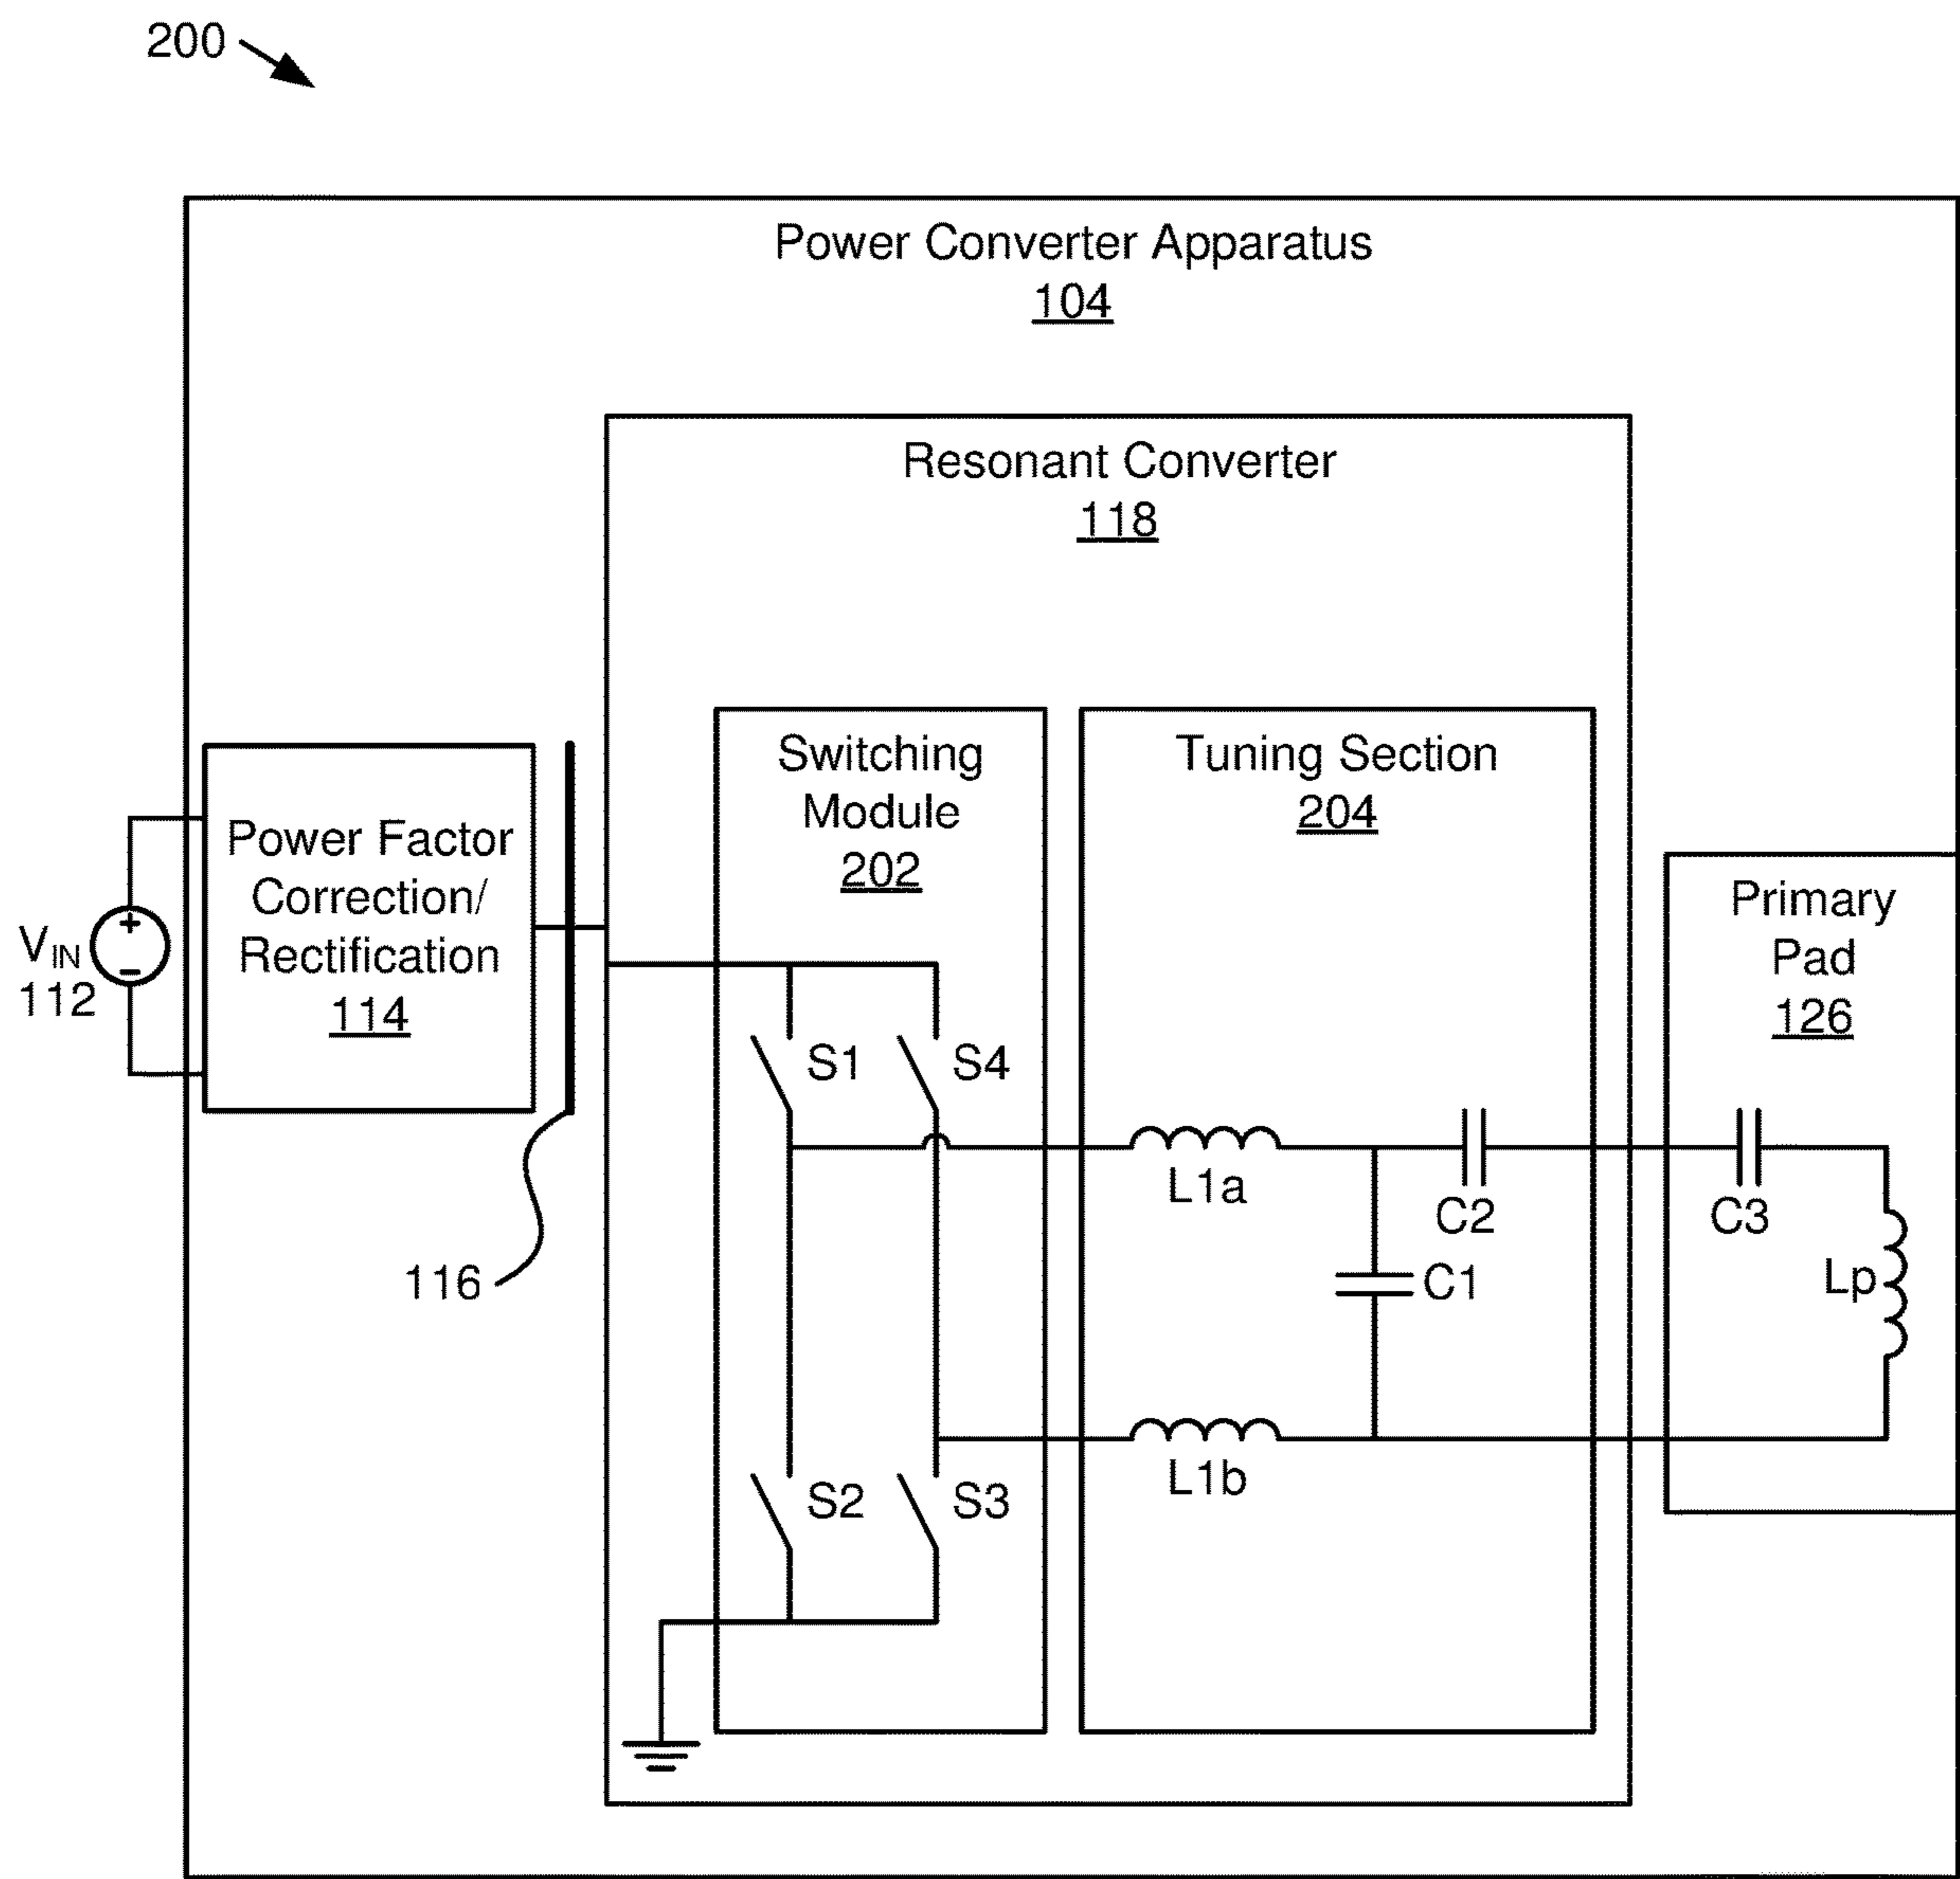 200
Power Converter Apparatus
104
Resonant Converter
118
Switching
Module
202
Tuning Section
204
Power Factor
Correction/
Rectification
114
Primary
Pad
126
VIN
112
+
−
S1
S4
L1a
C2
C3
116
C1
Lp
L1b
S2
S3